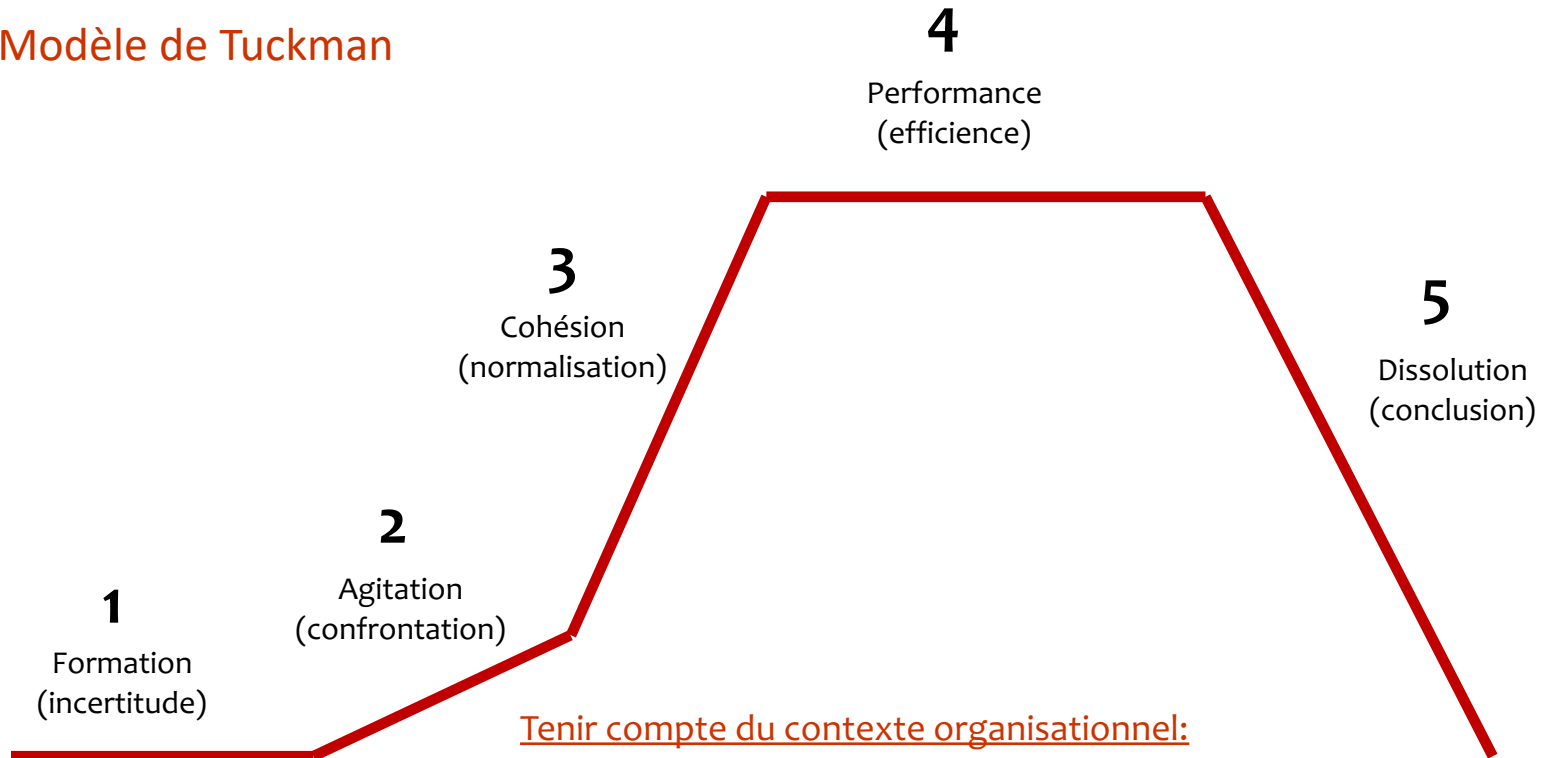 Modèle de Tuckman
4
Performance
(efficience)
3
Cohésion
(normalisation)
5
Dissolution
(conclusion)
2
Agitation
(confrontation)
1
Formation
(incertitude)
Tenir compte du contexte organisationnel: